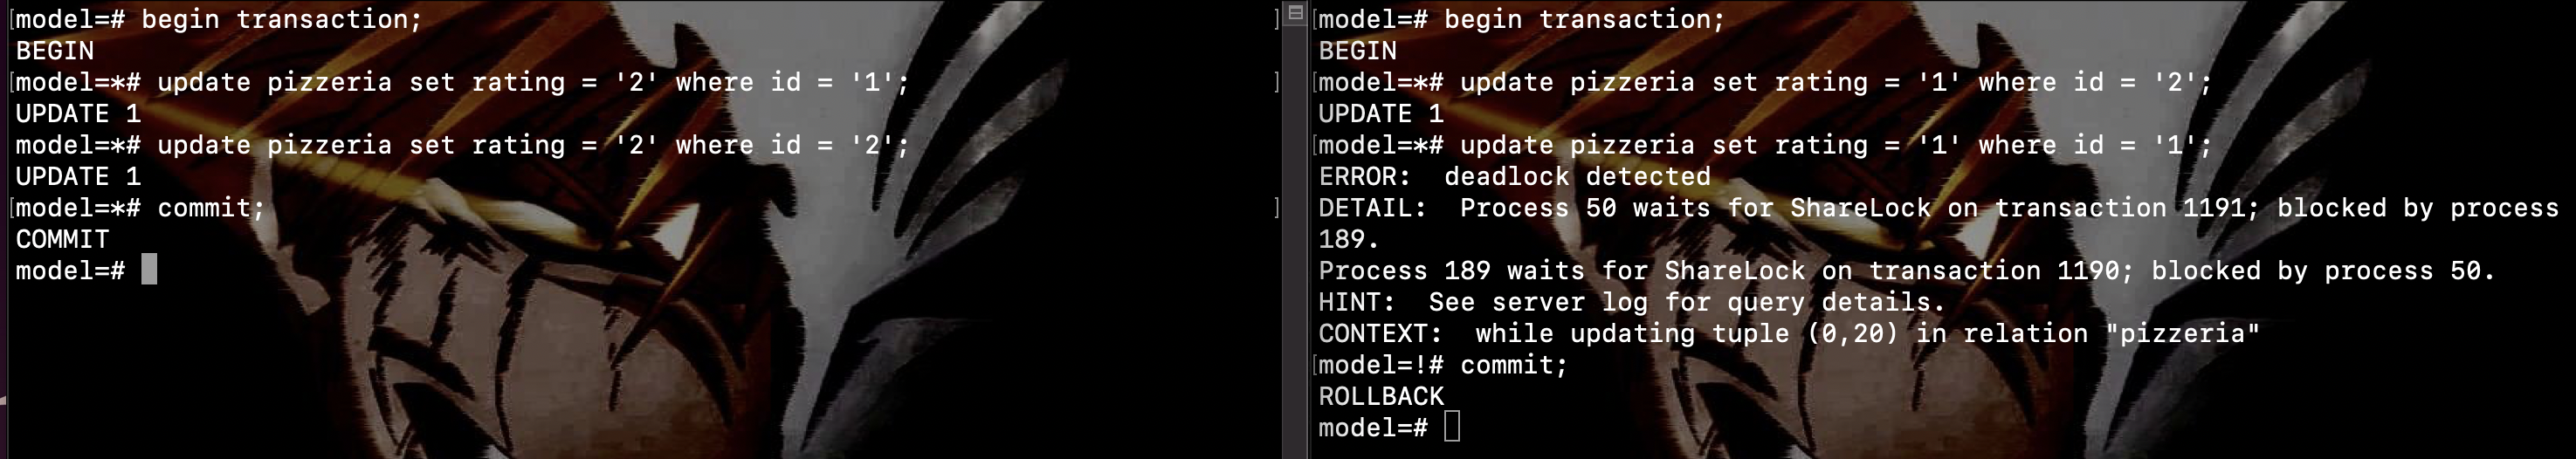 model=# begin transaction;
BEGIN
model=*# update pizzeria set rating = '2' where id = '1';
UPDATE 1
model=*# update pizzeria set rating = '2' where id = '2';
UPDATE 1
model=*# commit;
COMMIT
model=#
model=# begin transaction;
BEGIN
model=*# update pizzeria set rating = '1' where id = '2';
UPDATE 1
model=*# update pizzeria set rating = '1' where id = '1';
ERROR:  deadlock detected
DETAIL:  Process 50 waits for ShareLock on transaction 1191; blocked by process
189.
Process 189 waits for ShareLock on transaction 1190; blocked by process 50.
HINT:  See server log for query details.
CONTEXT:  while updating tuple (0,20) in relation "pizzeria"
model=!# commit;
ROLLBACK
model=#